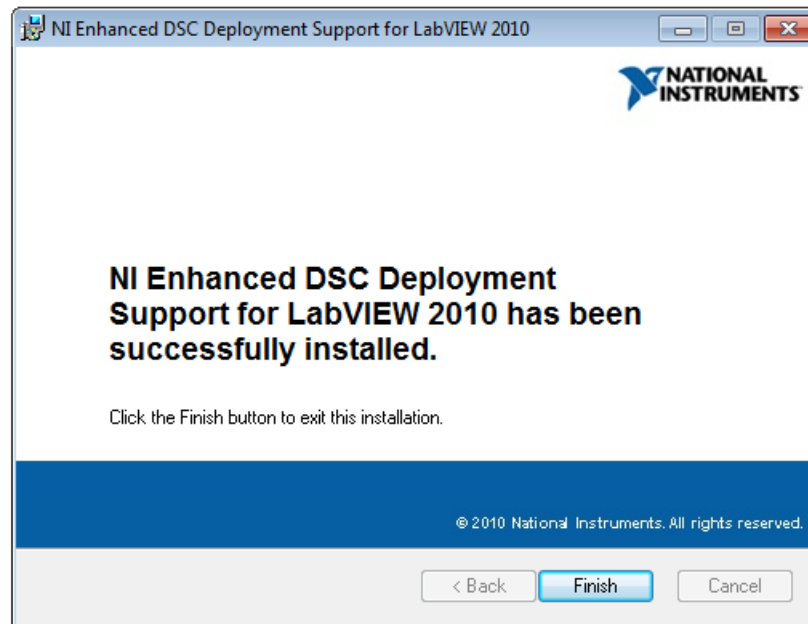 NI Enhanced DSC Deployment Support for LabVIEW 2010
NATIONAL
INSTRUMENTS
NI Enhanced DSC Deployment
Support for LabVIEW 2010 has been
successfully installed.
Click the Finish button to exit this installation.
© 2010 National Instruments. All rights reserved.
< Back Finish Cancel